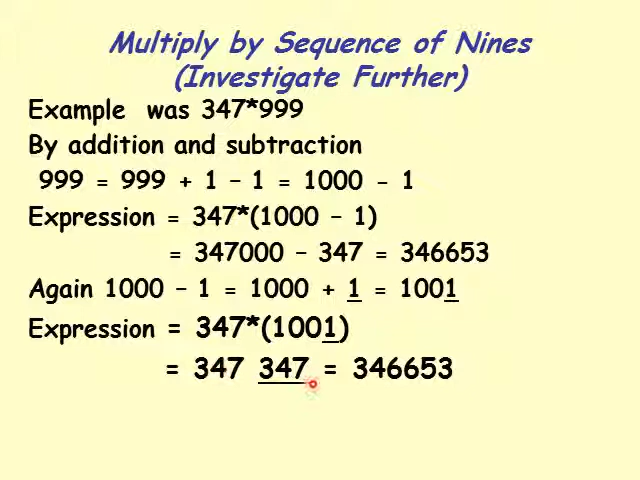 Multiply by Sequence of Nines
(Investigate Further)
Example was 347*999
By addition and subtraction
999 = 999 + 1 – 1 = 1000 - 1
Expression = 347*(1000 – 1)
= 347000 – 347 = 346653
Again 1000 – 1 = 1000 + 1 = 1001
Expression = 347*(1001)
= 347 347 = 346653